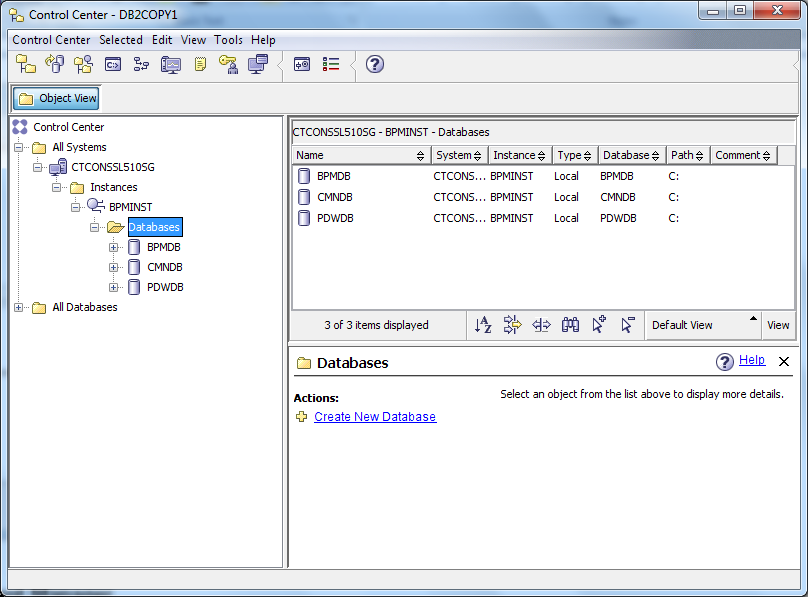 Control Center - DB2COPY1
Control Center Selected Edit View Tools Help
Object View
Control Center
All Systems
CTCONSSL510SG
Instances
BPMINST
Databases
BPMDB
CMNDB
PDWDB
All Databases
CTCONSSL510SG - BPMINST - Databases
Name System Instance Type Database Path Comment
BPMDB CTCONS... BPMINST Local BPMDB C:
CMNDB CTCONS... BPMINST Local CMNDB C:
PDWDB CTCONS... BPMINST Local PDWDB C:
3 of 3 items displayed Default View View
Databases Help
Actions: Select an object from the list above to display more details.
Create New Database